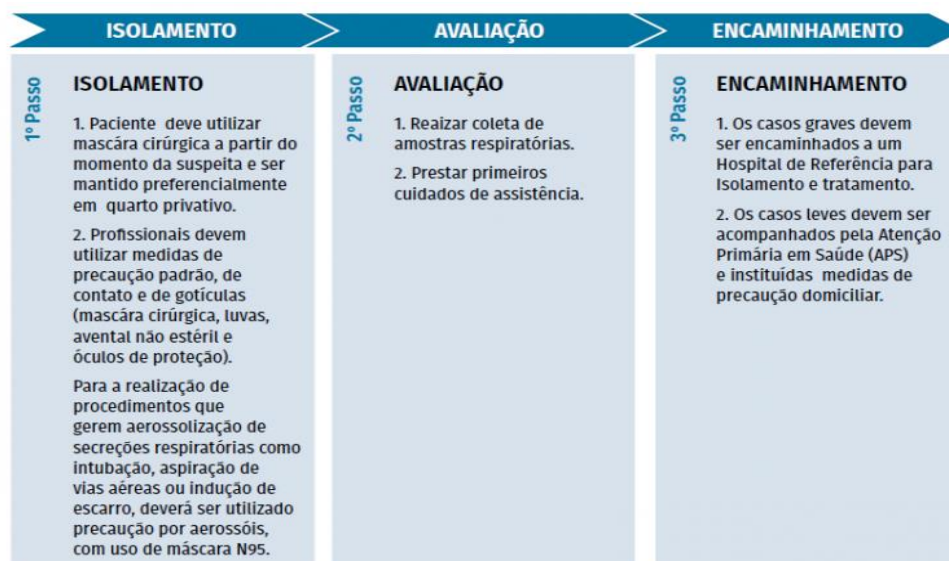 ISOLAMENTO
AVALIAÇÃO
ENCAMINHAMENTO
1º Passo
ISOLAMENTO
1. Paciente deve utilizar
mascára cirúrgica a partir do
momento da suspeita e ser
mantido preferencialmente
em quarto privativo.
2. Profissionais devem
utilizar medidas de
precaução padrão, de
contato e de gotículas
(mascára cirúrgica, luvas,
avental não estéril e
óculos de proteção).
Para a realização de
procedimentos que
gerem aerossolização de
secreções respiratórias como
intubação, aspiração de
vias aéreas ou indução de
escarro, deverá ser utilizado
precaução por aerossóis,
com uso de máscara N95.
2º Passo
AVALIAÇÃO
1. Reaizar coleta de
amostras respiratórias.
2. Prestar primeiros
cuidados de assistência.
3º Passo
ENCAMINHAMENTO
1. Os casos graves devem
ser encaminhados a um
Hospital de Referência para
Isolamento e tratamento.
2. Os casos leves devem ser
acompanhados pela Atenção
Primária em Saúde (APS)
e instituídas medidas de
precaução domiciliar.